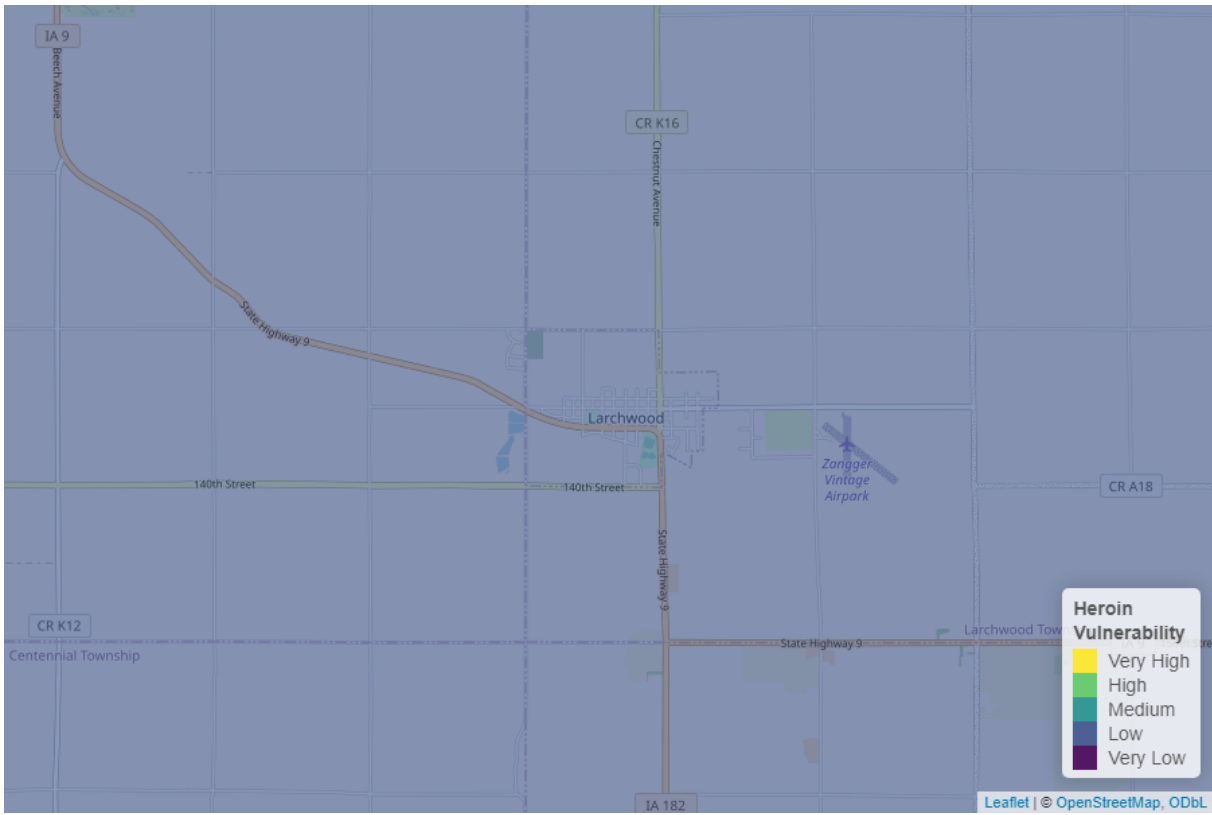 IA 9
Beech Avenue
CR K16
Chestnut Avenue
State Highway 9
Larchwood
Zangger
Vintage
Airpark
140th Street
140th Street
CR A18
State Highway 9
CR K12
Centennial Township
State Highway 9
Larchwood Tow
IA 182
Heroin
Vulnerability
Very High
High
Medium
Low
Very Low
Leaflet | © OpenStreetMap, ODbL